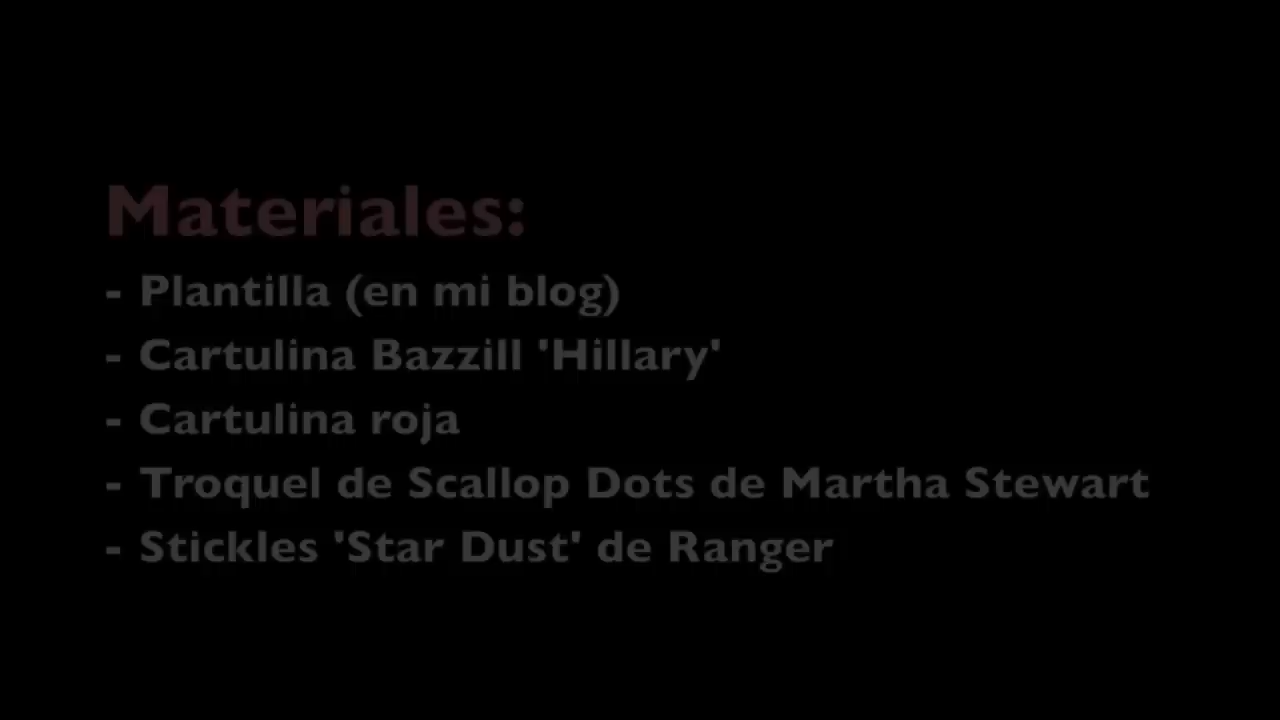 Materiales:
- Plantilla (en mi blog)
- Cartulina Bazzill 'Hillary'
- Cartulina roja
- Troquel de Scallop Dots de Martha Stewart
- Stickles 'Star Dust' de Ranger